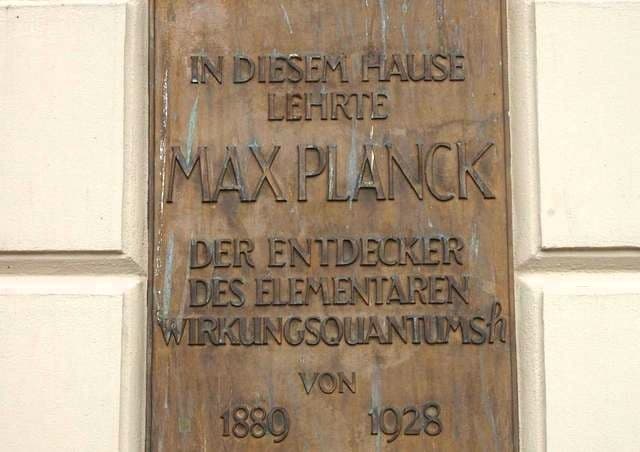 IN DIESEM HAUSE
LEHRTE
MAX PLANCK
DER ENTDECKER
DES ELEMENTAREN
WIRKUNGSQUANTUMS h
VON
1889 1928